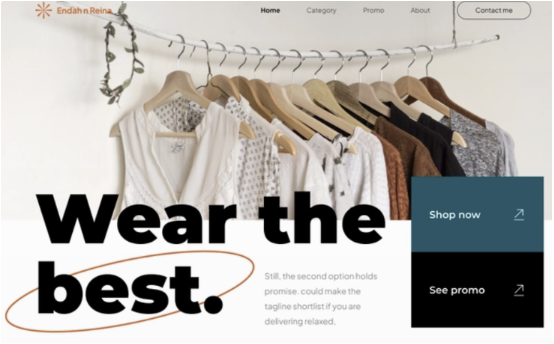 Endah n Reina
Home
Category
Promo
About
Contact me
Wear the
best.
Still, the second option holds
promise. could make the
tagline shortlist if you are
delivering relaxed.
Shop now
See promo